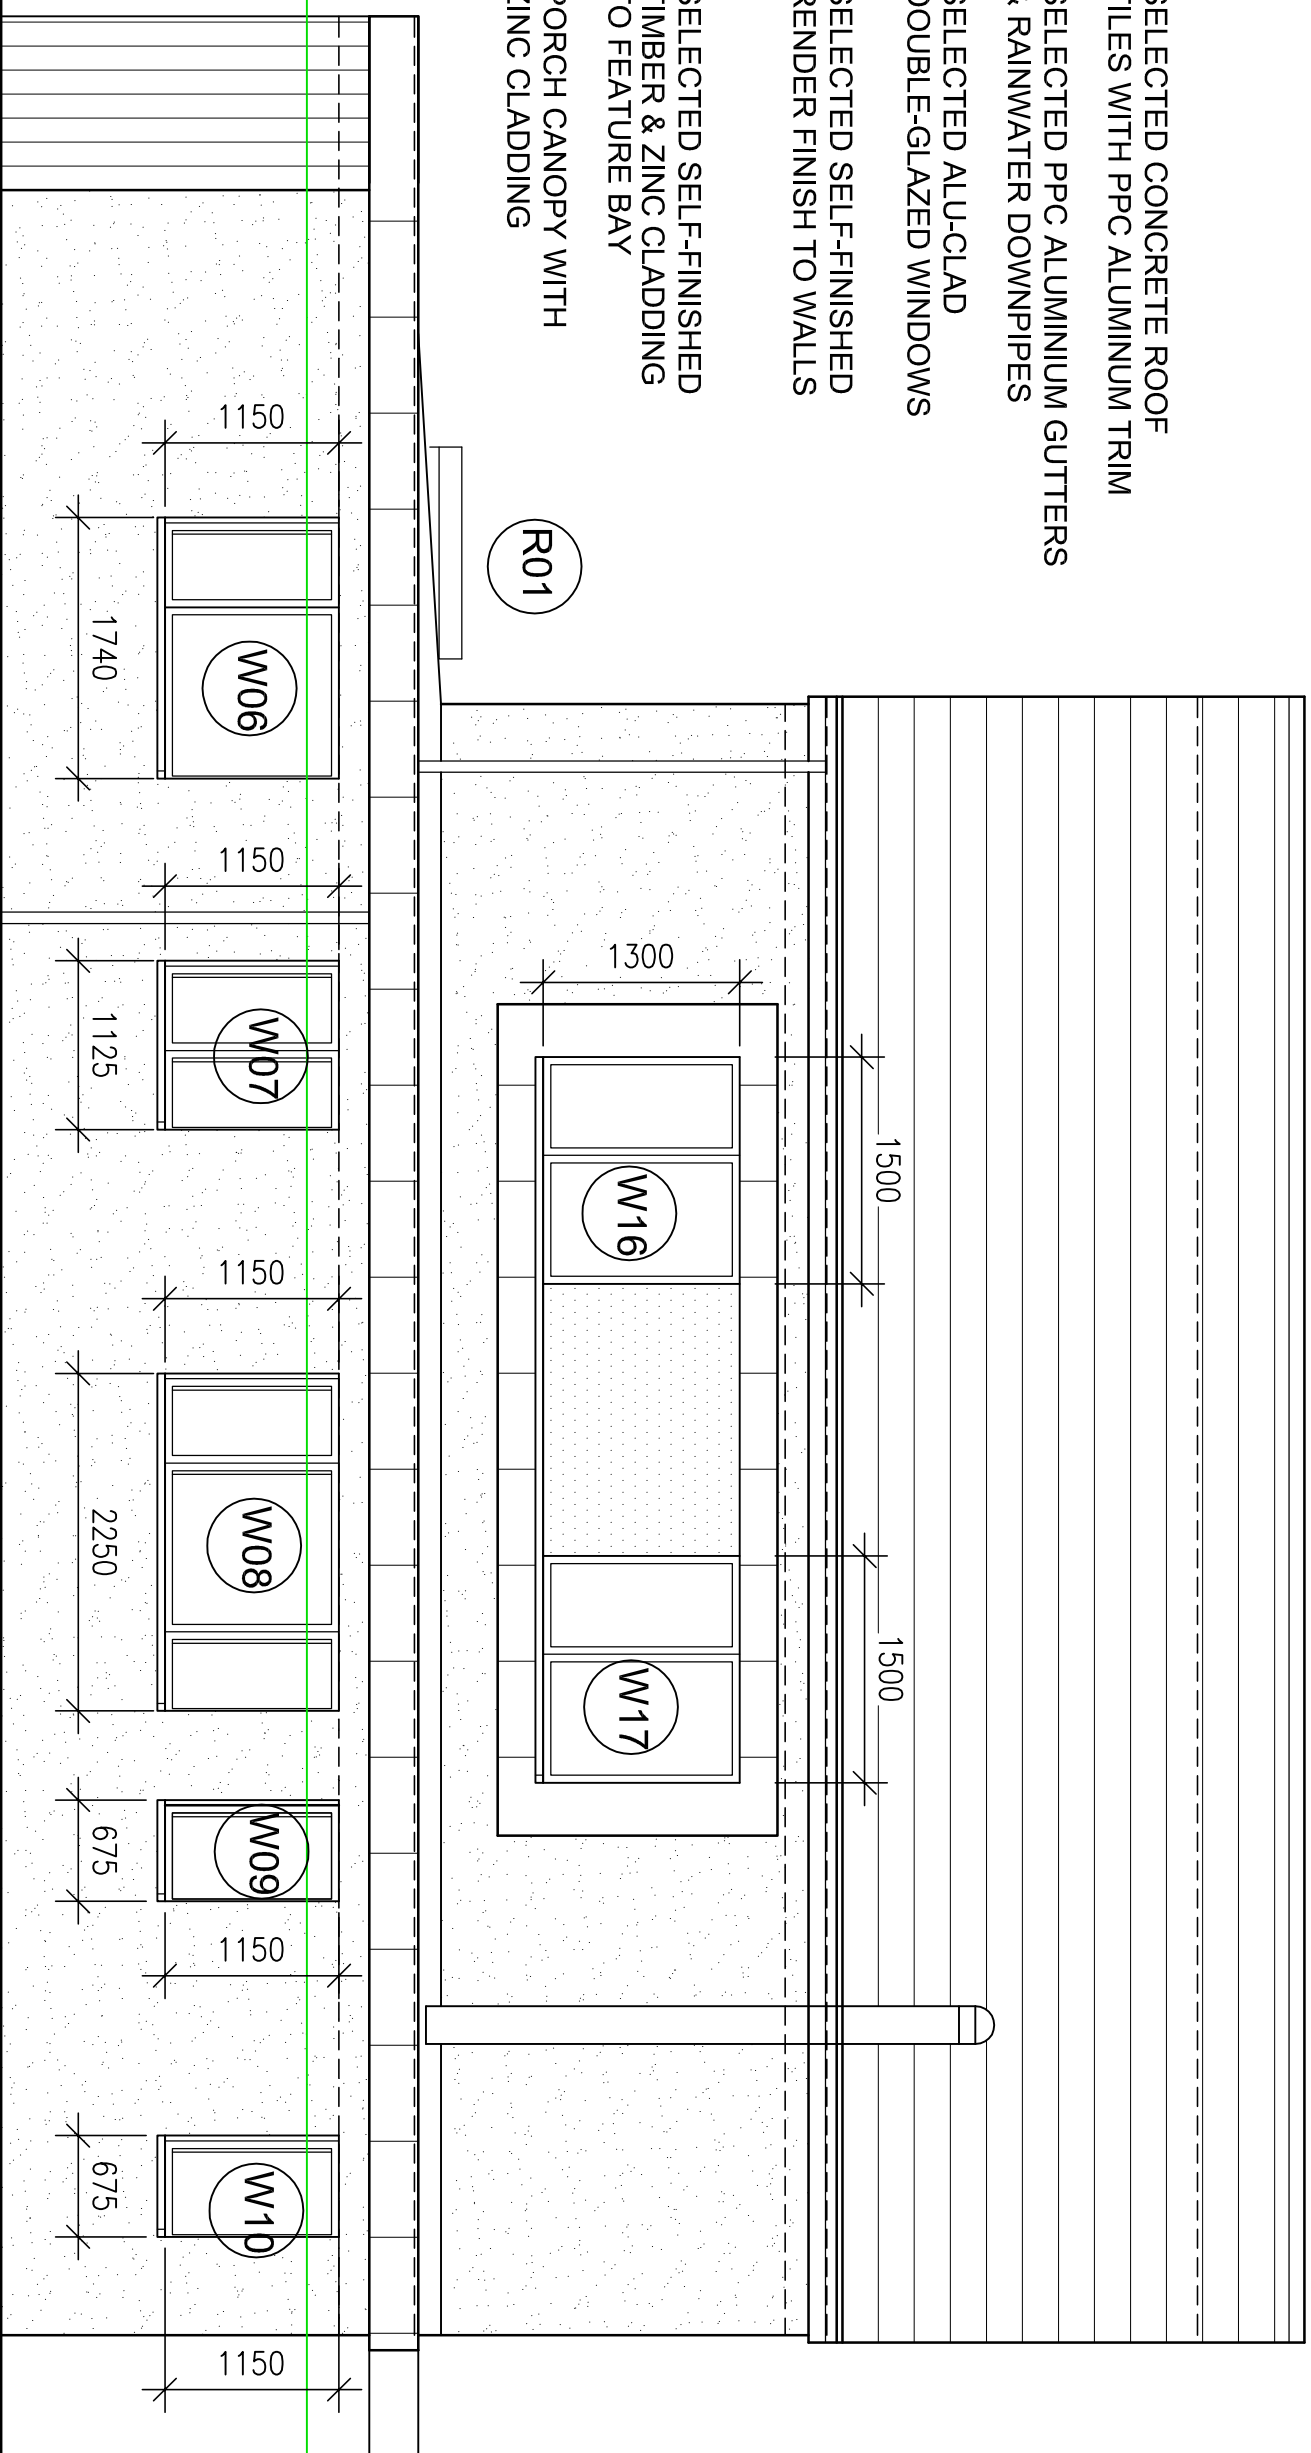 SELECTED CONCRETE ROOF
TILES WITH PPC ALUMINUM TRIM
SELECTED PPC ALUMINIUM GUTTERS
& RAINWATER DOWNPIPES
SELECTED ALU-CLAD
DOUBLE-GLAZED WINDOWS
SELECTED SELF-FINISHED
RENDER FINISH TO WALLS
SELECTED SELF-FINISHED
TIMBER & ZINC CLADDING
TO FEATURE BAY
PORCH CANOPY WITH
ZINC CLADDING
R01
1500
1500
1300
W16
W17
1150
1150
1150
1150
1150
W06
W07
W08
W09
W10
1740
1125
2250
675
675